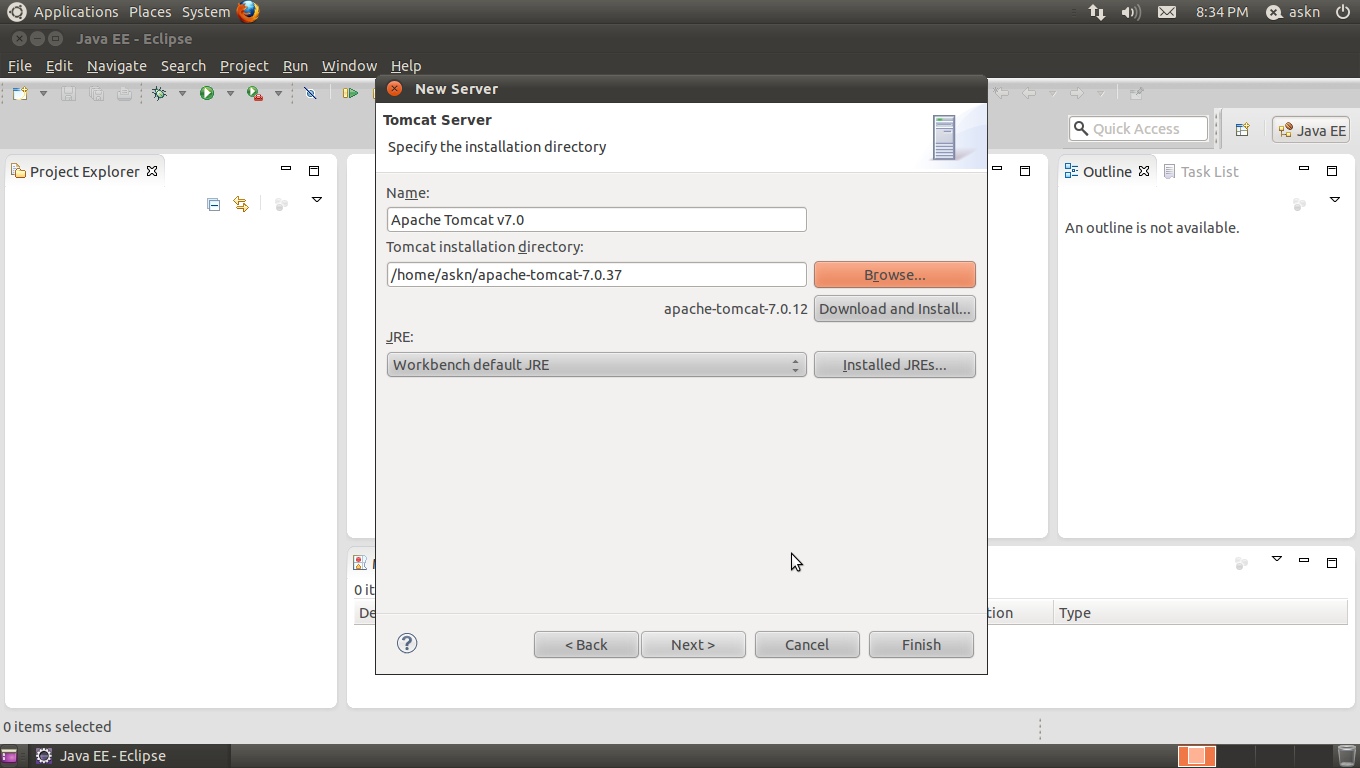 Applications Places System 8:34 PM askn
Java EE - Eclipse
File Edit Navigate Search Project Run Window Help
New Server
Tomcat Server
Specify the installation directory
Quick Access
Java EE
Project Explorer
Outline Task List
An outline is not available.
Name:
Apache Tomcat v7.0
Tomcat installation directory:
/home/askn/apache-tomcat-7.0.37 Browse...
apache-tomcat-7.0.12 Download and Install...
JRE:
Workbench default JRE Installed JREs...
0 it
De tion Type
? < Back Next > Cancel Finish
0 items selected
Java EE - Eclipse